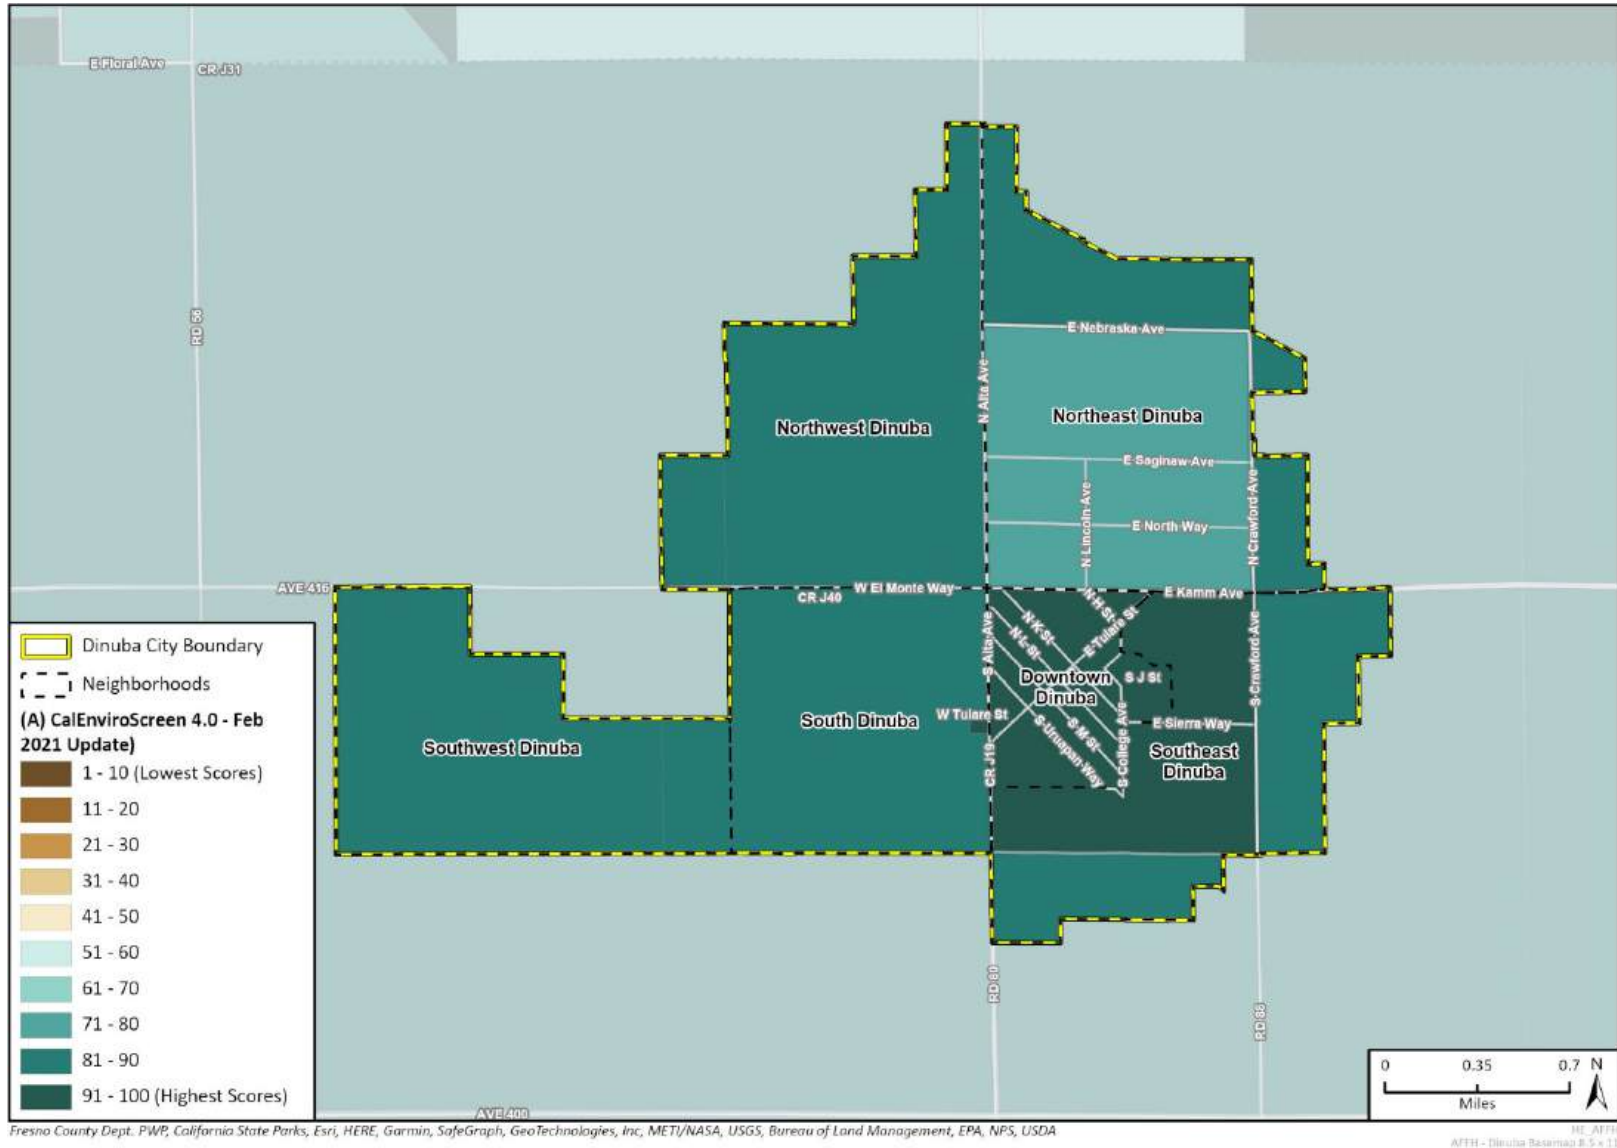 E Floral Ave
CR J31
RD 56
E Nebraska Ave
N Alta Ave
Northwest Dinuba
Northeast Dinuba
E Saginaw Ave
N Lincoln Ave
N Crawford Ave
E North Way
AVE 416
W El Monte Way
CR J40
E Kamm Ave
N H St
N K St
E Tulare St
N L St
S Alta Ave
S Crawford Ave
Downtown
Dinuba
S J St
South Dinuba
W Tulare St
S M St
E Sierra Way
S Uruapan Way
S College Ave
CR J19
Southeast
Dinuba
Southwest Dinuba
RD 80
RD 88
AVE 400
Dinuba City Boundary
Neighborhoods
(A) CalEnviroScreen 4.0 - Feb
2021 Update)
1 - 10 (Lowest Scores)
11 - 20
21 - 30
31 - 40
41 - 50
51 - 60
61 - 70
71 - 80
81 - 90
91 - 100 (Highest Scores)
0 0.35 0.7 N
Miles
Fresno County Dept. PWP, California State Parks, Esri, HERE, Garmin, SafeGraph, GeoTechnologies, Inc, METI/NASA, USGS, Bureau of Land Management, EPA, NPS, USDA
AFFH - Dinuba Basemap 8.5 x 11